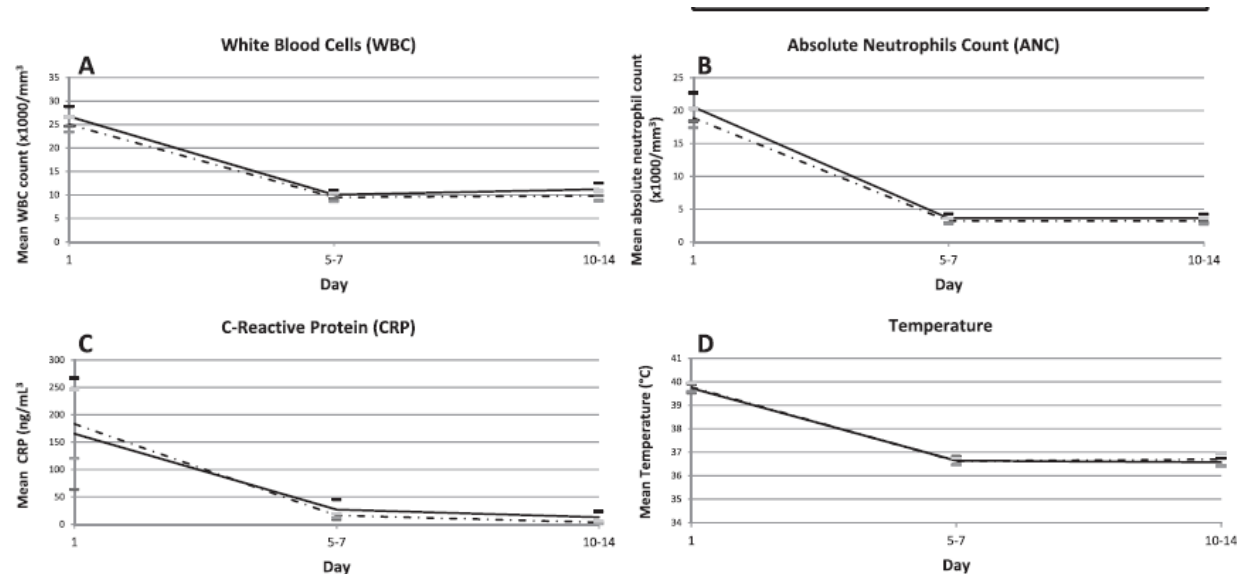 A
White Blood Cells (WBC)
Mean WBC count (x1000/mm³)
35
30
25
20
15
10
5
0
1
5-7
10-14
Day
B
Absolute Neutrophils Count (ANC)
Mean absolute neutrophil count
(x1000/mm³)
25
20
15
10
5
0
1
5-7
10-14
Day
C
C-Reactive Protein (CRP)
Mean CRP (ng/mL³
300
250
200
150
100
50
0
1
5-7
10-14
Day
D
Temperature
Mean Temperature (°C)
41
40
39
38
37
36
35
34
1
5-7
10-14
Day